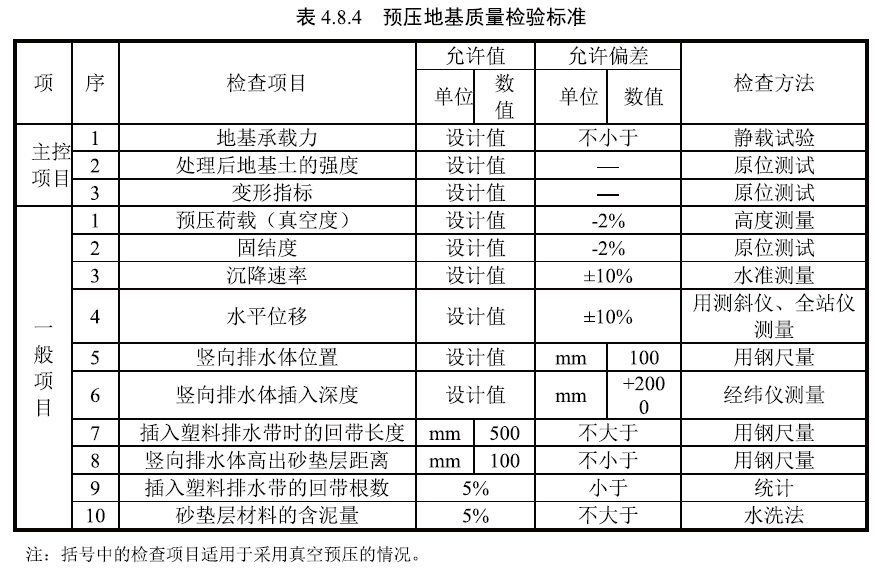 表 4.8.4 预压地基质量检验标准
项 序 检查项目 允许值 允许偏差 检查方法
单位 数值 单位 数值
主控项目 1 地基承载力 设计值 不小于 静载试验
2 处理后地基土的强度 设计值 — 原位测试
3 变形指标 设计值 — 原位测试
一般项目 1 预压荷载（真空度） 设计值 -2% 高度测量
2 固结度 设计值 -2% 原位测试
3 沉降速率 设计值 ±10% 水准测量
4 水平位移 设计值 ±10% 用测斜仪、全站仪测量
5 竖向排水体位置 设计值 mm 100 用钢尺量
6 竖向排水体插入深度 设计值 mm +2000 经纬仪测量
7 插入塑料排水带时的回带长度 mm 500 不大于 用钢尺量
8 竖向排水体高出砂垫层距离 mm 100 不小于 用钢尺量
9 插入塑料排水带的回带根数 5% 小于 统计
10 砂垫层材料的含泥量 5% 不大于 水洗法
注：括号中的检查项目适用于采用真空预压的情况。